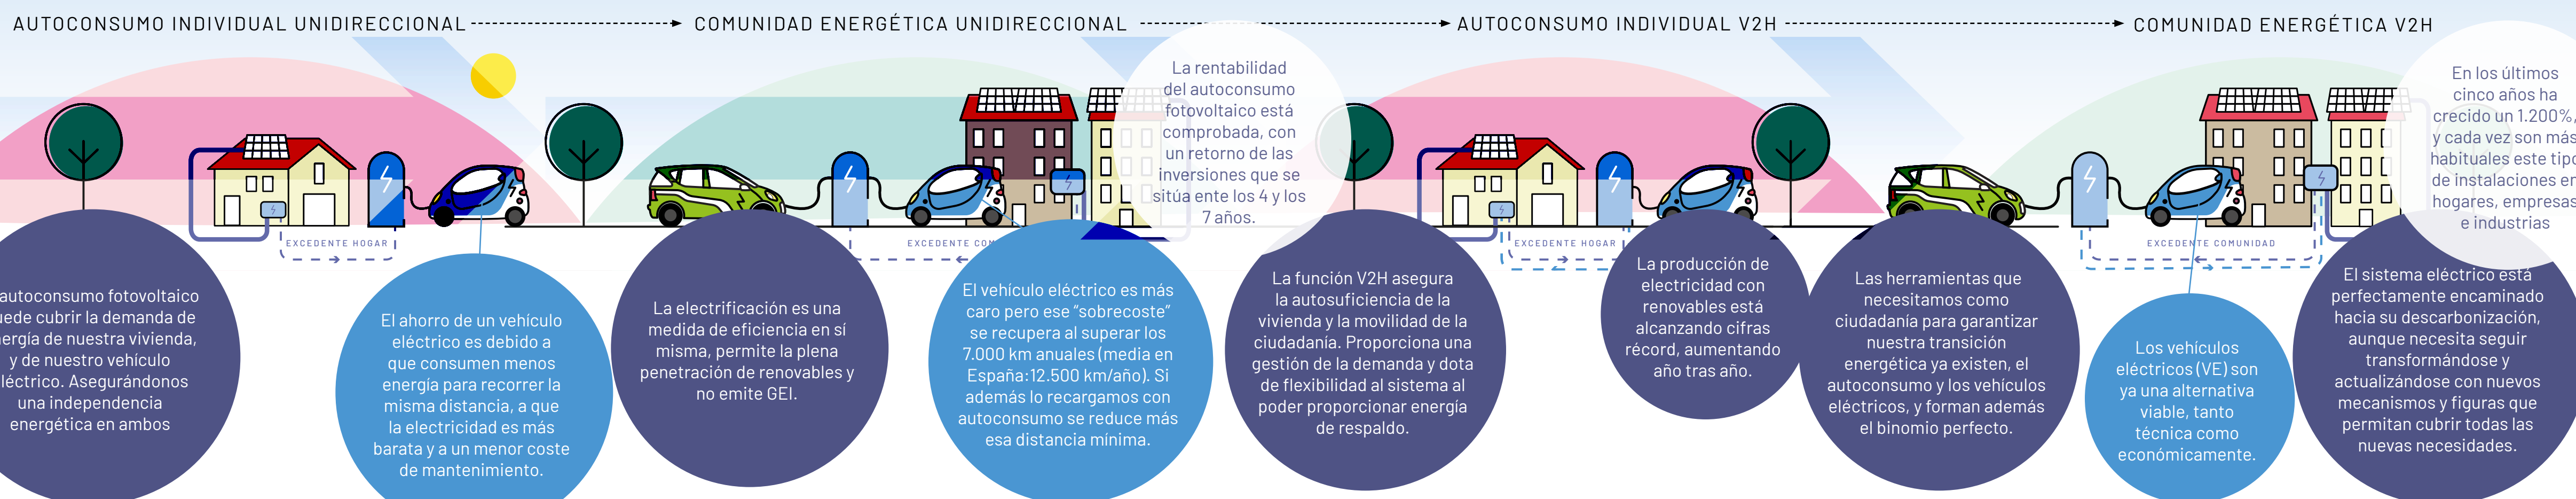 AUTOCONSUMO INDIVIDUAL UNIDIRECCIONAL
COMUNIDAD ENERGÉTICA UNIDIRECCIONAL
AUTOCONSUMO INDIVIDUAL V2H
COMUNIDAD ENERGÉTICA V2H
EXCEDENTE HOGAR
autoconsumo fotovoltaico
cubrir la demanda de
de nuestra vivienda,
y de nuestro vehículo
Asegurándonos
una independencia
energética en ambos
El ahorro de un vehículo
eléctrico es debido a
que consumen menos
energía para recorrer la
misma distancia, a que
la electricidad es más
barata y a un menor coste
de mantenimiento.
La electrificación es una
medida de eficiencia en sí
misma, permite la plena
penetración de renovables y
no emite GEI.
EXCEDENTE
El vehículo eléctrico es más
caro pero ese “sobrecoste”
se recupera al superar los
7.000 km anuales (media en
España:12.500 km/año). Si
además lo recargamos con
autoconsumo se reduce más
esa distancia mínima.
La rentabilidad
del autoconsumo
fotovoltaico está
comprobada, con
un retorno de las
inversiones que se
sitúa ente los 4 y los
7 años.
La función V2H asegura
la autosuficiencia de la
vivienda y la movilidad de la
ciudadanía. Proporciona una
gestión de la demanda y dota
de flexibilidad al sistema al
poder proporcionar energía
de respaldo.
EXCEDENTE HOGAR
La producción de
electricidad con
renovables está
alcanzando cifras
récord, aumentando
año tras año.
Las herramientas que
necesitamos como
ciudadanía para garantizar
nuestra transición
energética ya existen, el
autoconsumo y los vehículos
eléctricos, y forman además
el binomio perfecto.
EXCEDENTE COMUNIDAD
Los vehículos
eléctricos (VE) son
ya una alternativa
viable, tanto
técnica como
económicamente.
En los últimos
cinco años ha
crecido un 1.200%,
y cada vez son más
habituales este tipo
de instalaciones en
hogares, empresas
e industrias
El sistema eléctrico está
perfectamente encaminado
hacia su descarbonización,
aunque necesita seguir
transformándose y
actualizándose con nuevos
mecanismos y figuras que
permitan cubrir todas las
nuevas necesidades.